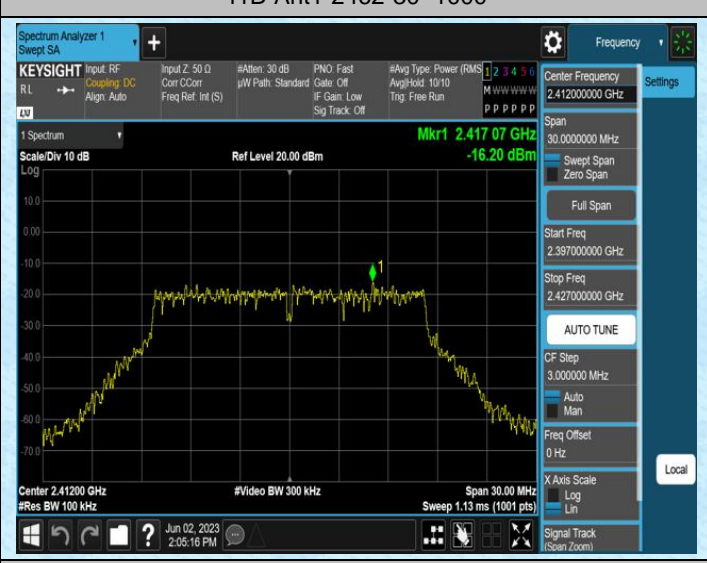 Spectrum Analyzer 1
Swept SA
+
Frequency
KEYSIGHT
RL
Input: RF
Coupling: DC
Align: Auto
Input Z: 50 Ω
Corr CCorr
Freq Ref: Int (S)
#Atten: 30 dB
µW Path: Standard
PNO: Fast
Gate: Off
IF Gain: Low
Sig Track: Off
#Avg Type: Power (RMS
Avg|Hold: 10/10
Trig: Free Run
1 2 3 4 5 6
M W W W W W
P P P P P P
Center Frequency
2.412000000 GHz
Settings
Span
30.0000000 MHz
Swept Span
Zero Span
Full Span
Start Freq
2.397000000 GHz
Stop Freq
2.427000000 GHz
AUTO TUNE
CF Step
3.000000 MHz
Auto
Man
Freq Offset
0 Hz
X Axis Scale
Log
Lin
Signal Track
(Span Zoom)
Local
1 Spectrum
Scale/Div 10 dB
Log
Ref Level 20.00 dBm
Mkr1 2.417 07 GHz
-16.20 dBm
10.0
0.00
-10.0
-20.0
-30.0
-40.0
-50.0
-60.0
-70.0
1
Center 2.41200 GHz
#Res BW 100 kHz
#Video BW 300 kHz
Span 30.00 MHz
Sweep 1.13 ms (1001 pts)
?
Jun 02, 2023
2:05:16 PM